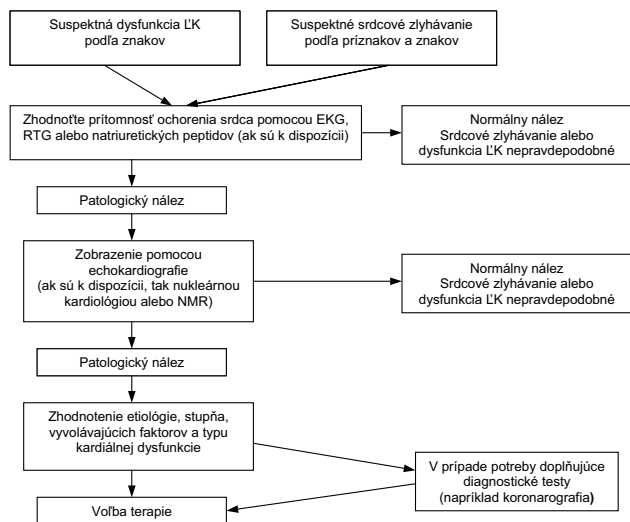 Suspektná dysfunkcia ĽK
podľa znakov
Suspektné srdcové zlyhávanie
podľa príznakov a znakov
Zhodnoťte prítomnosť ochorenia srdca pomocou EKG,
RTG alebo natriuretických peptidov (ak sú k dispozícii)
Normálny nález
Srdcové zlyhávanie alebo
dysfunkcia ĽK nepravdepodobné
Patologický nález
Zobrazenie pomocou
echokardiografie
(ak sú k dispozícii, tak nukleárnou
kardiológiou alebo NMR)
Normálny nález
Srdcové zlyhávanie alebo
dysfunkcia ĽK nepravdepodobné
Patologický nález
Zhodnotenie etiológie, stupňa,
vyvolávajúcich faktorov a typu
kardiálnej dysfunkcie
V prípade potreby doplňujúce
diagnostické testy
(napríklad koronarografia)
Voľba terapie